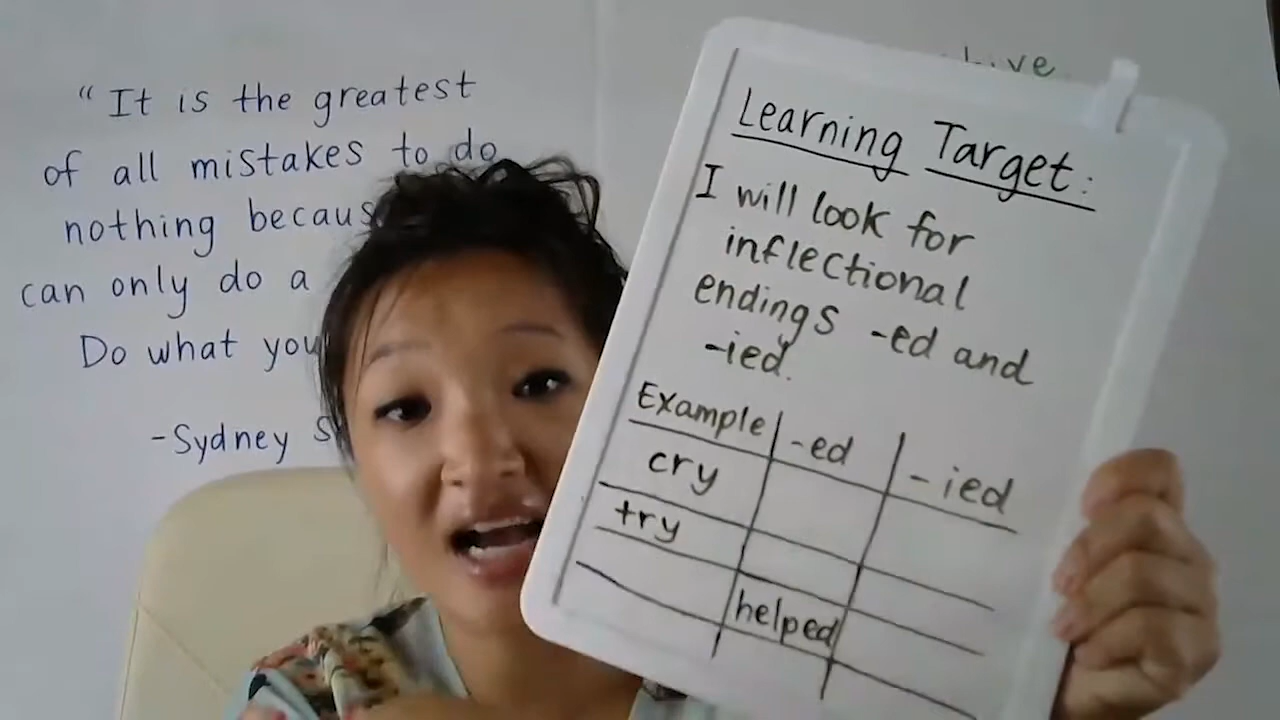 “It is the greatest
of all mistakes to do
nothing
can only do a
Do what you
-Sydney
Learning Target:
I will look for
inflectional
endings -ed and
-ied.
Example -ed -ied
cry
try
helped